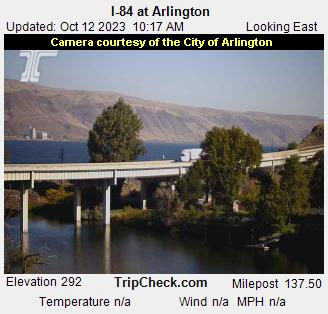 I-84 at Arlington
Updated: Oct 12 2023 10:17 AM Looking East
Camera courtesy of the City of Arlington
Elevation 292 TripCheck.com Milepost 137.50
Temperature n/a Wind n/a MPH n/a